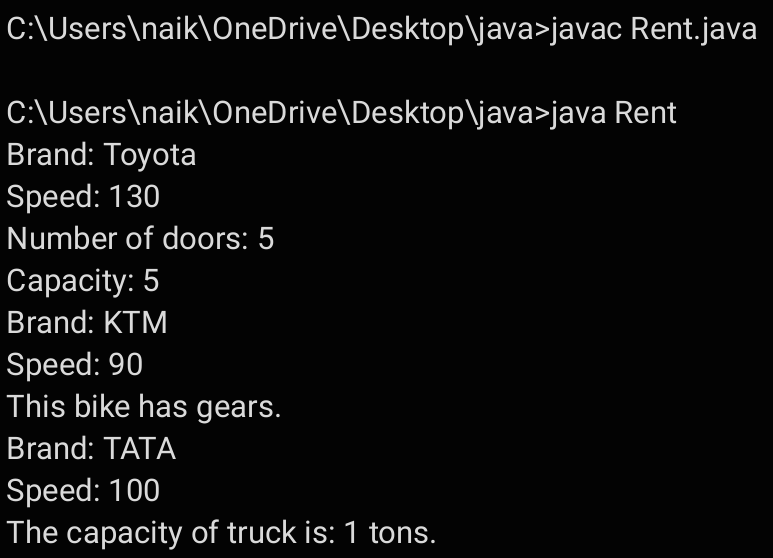 C:\Users\naik\OneDrive\Desktop\java>javac Rent.java
C:\Users\naik\OneDrive\Desktop\java>java Rent
Brand: Toyota
Speed: 130
Number of doors: 5
Capacity: 5
Brand: KTM
Speed: 90
This bike has gears.
Brand: TATA
Speed: 100
The capacity of truck is: 1 tons.